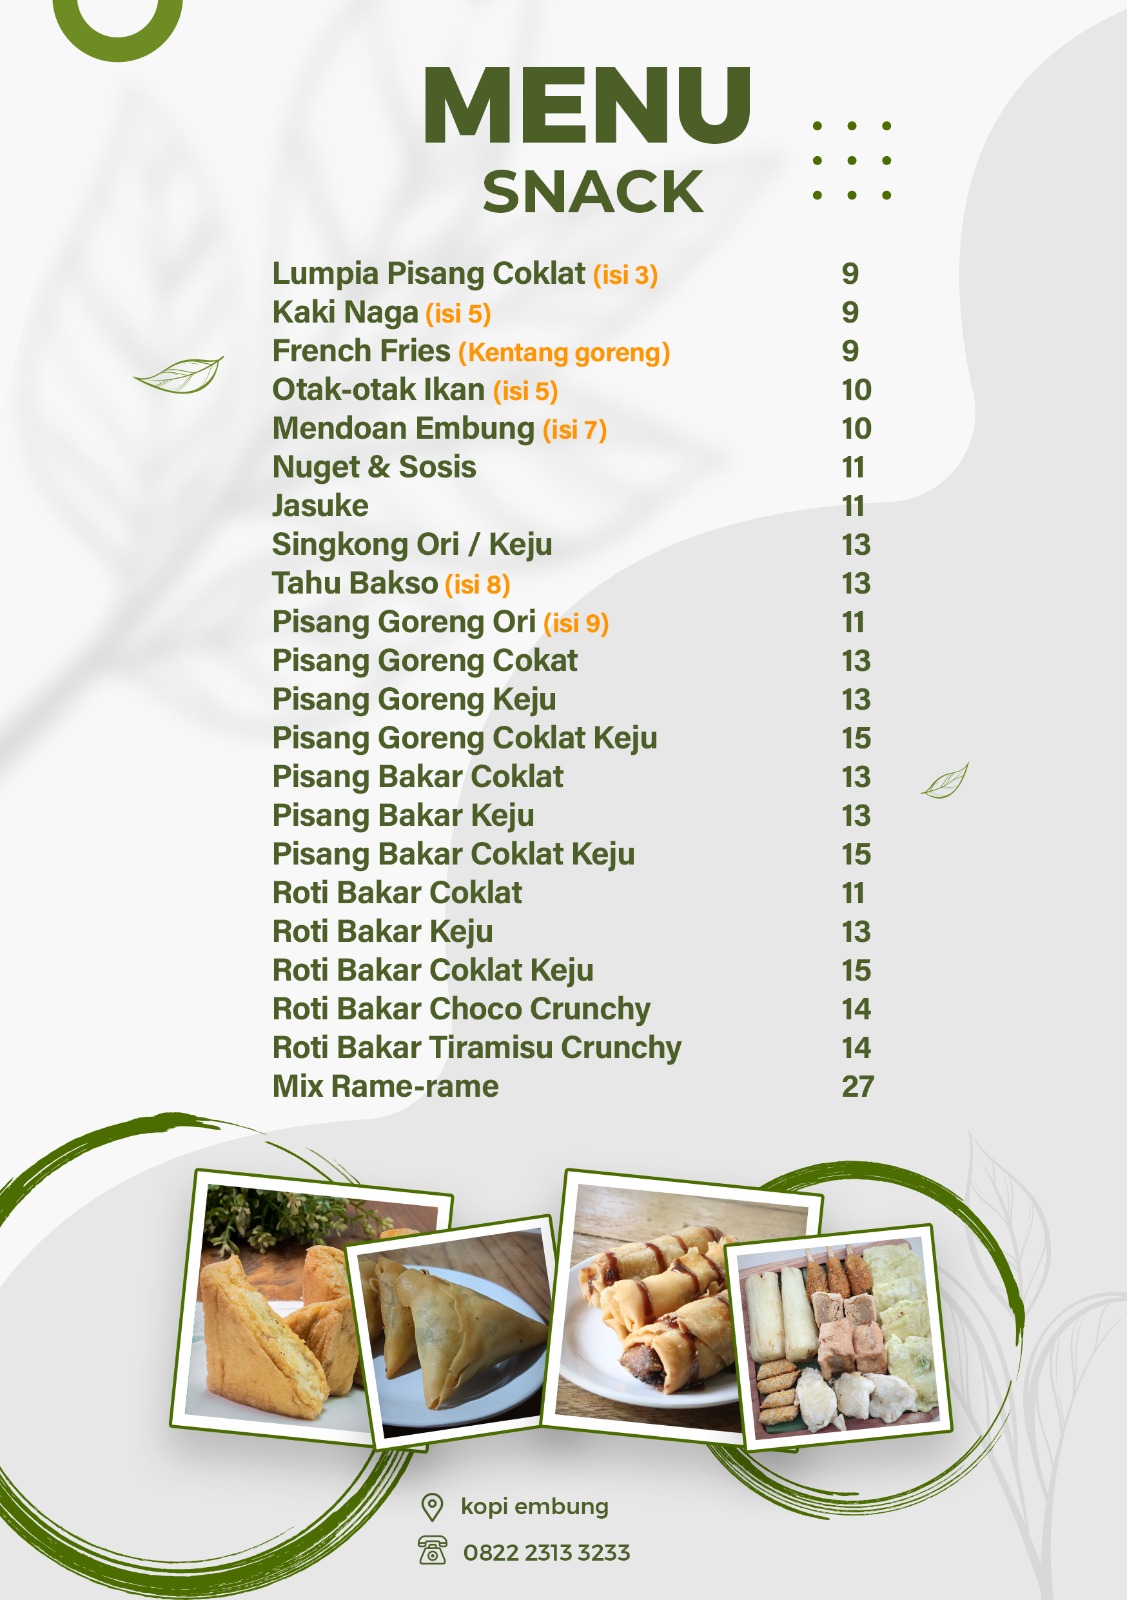 MENU
SNACK
Lumpia Pisang Coklat (isi 3) 9
Kaki Naga (isi 5) 9
French Fries (Kentang goreng) 9
Otak-otak Ikan (isi 5) 10
Mendoan Embung (isi 7) 10
Nuget & Sosis 11
Jasuke 11
Singkong Ori / Keju 13
Tahu Bakso (isi 8) 13
Pisang Goreng Ori (isi 9) 11
Pisang Goreng Cokat 13
Pisang Goreng Keju 13
Pisang Goreng Coklat Keju 15
Pisang Bakar Coklat 13
Pisang Bakar Keju 13
Pisang Bakar Coklat Keju 15
Roti Bakar Coklat 11
Roti Bakar Keju 13
Roti Bakar Coklat Keju 15
Roti Bakar Choco Crunchy 14
Roti Bakar Tiramisu Crunchy 14
Mix Rame-rame 27
kopi embung
0822 2313 3233